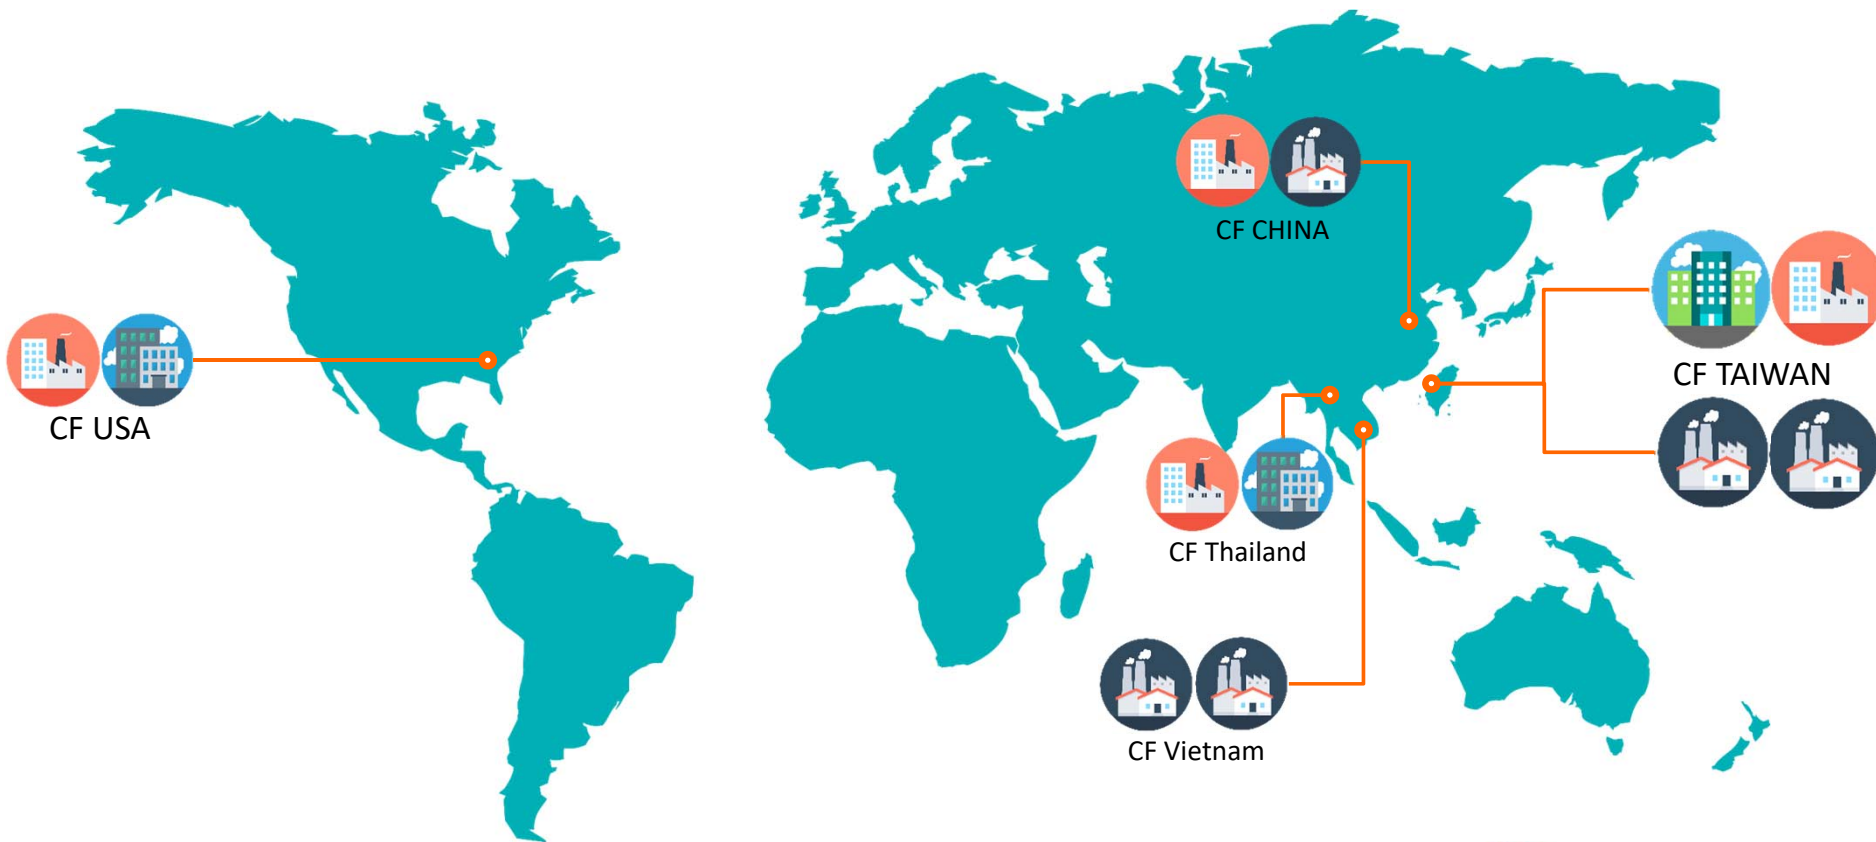 CF CHINA
CF TAIWAN
CF USA
CF Thailand
CF Vietnam